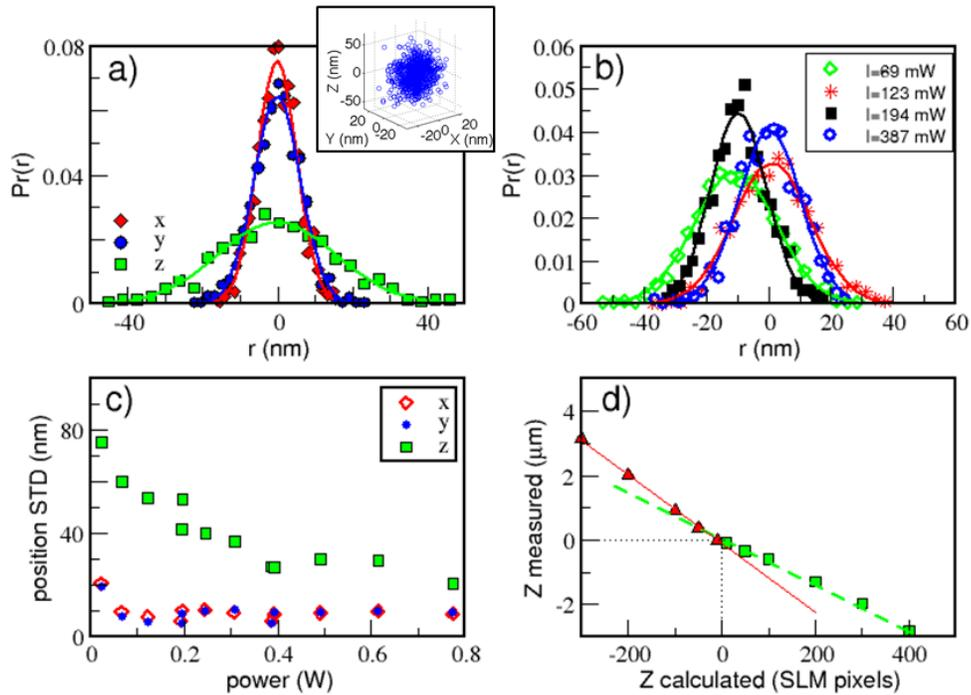 a)
Pr(r)
0.08
0.04
0
-40 0 40
r (nm)
x
y
z
Z (nm)
50
0
-50
20
0
-20
Y (nm)
-20
0
20
X (nm)
b)
Pr(r)
0.06
0.05
0.04
0.03
0.02
0.01
0
-60 -40 -20 0 20 40 60
r (nm)
I=69 mW
I=123 mW
I=194 mW
I=387 mW
c)
position STD (nm)
80
40
0
0 0.2 0.4 0.6 0.8
power (W)
x
y
z
d)
Z measured (μm)
4
2
0
-2
-200 0 200 400
Z calculated (SLM pixels)